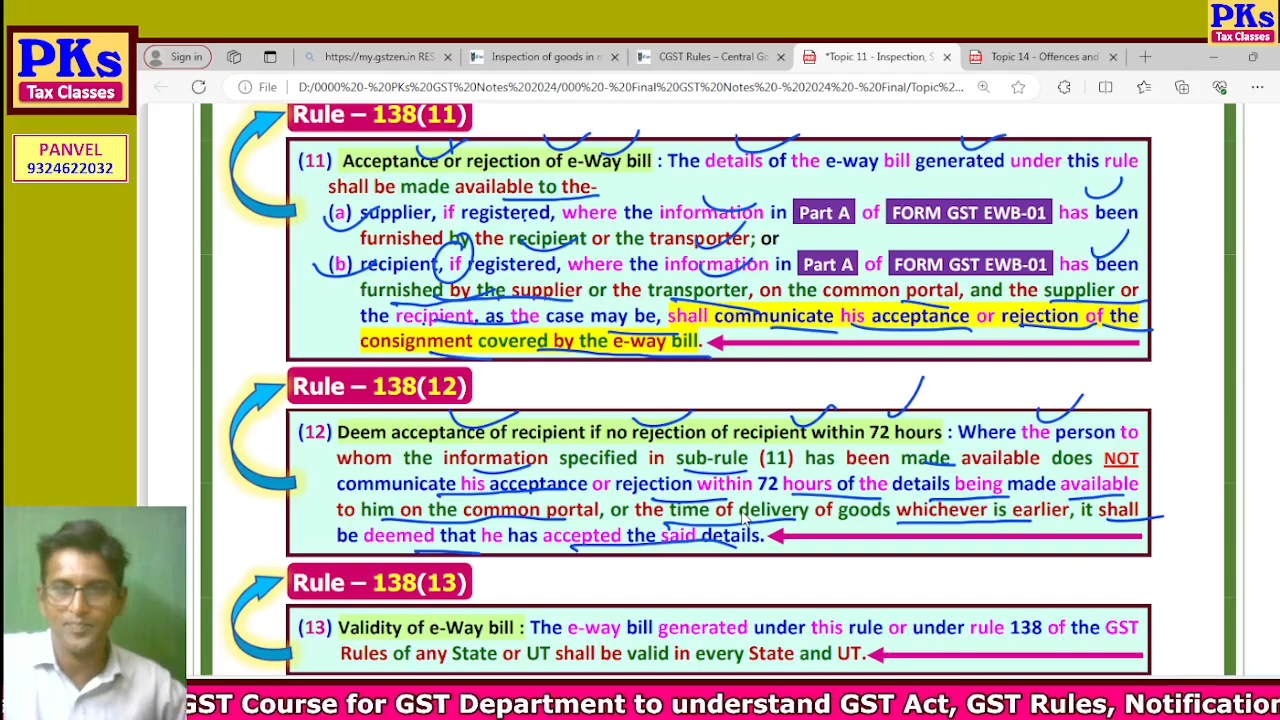 PKs
Tax Classes
PKs
Tax Classes
PANVEL
9324622032
Sign in
https://my.gstzen.in RES
Inspection of goods in n
CGST Rules – Central Go
*Topic 11 - Inspection, S
Topic 14 - Offences and
File
D:/0000%20-%20PKs%20GST%20Notes%202024/000%20-%20Final%20GST%20Notes%20%202024%20-%20Final/Topic%...
Rule – 138(11)
(11) Acceptance or rejection of e-Way bill : The details of the e-way bill generated under this rule
shall be made available to the-
(a) supplier, if registered, where the information in Part A of FORM GST EWB-01 has been
furnished by the recipient or the transporter; or
(b) recipient, if registered, where the information in Part A of FORM GST EWB-01 has been
furnished by the supplier or the transporter, on the common portal, and the supplier or
the recipient, as the case may be, shall communicate his acceptance or rejection of the
consignment covered by the e-way bill.
Rule – 138(12)
(12) Deem acceptance of recipient if no rejection of recipient within 72 hours : Where the person to
whom the information specified in sub-rule (11) has been made available does NOT
communicate his acceptance or rejection within 72 hours of the details being made available
to him on the common portal, or the time of delivery of goods whichever is earlier, it shall
be deemed that he has accepted the said details.
Rule – 138(13)
(13) Validity of e-Way bill : The e-way bill generated under this rule or under rule 138 of the GST
Rules of any State or UT shall be valid in every State and UT.
GST Course for GST Department to understand GST Act, GST Rules, Notification